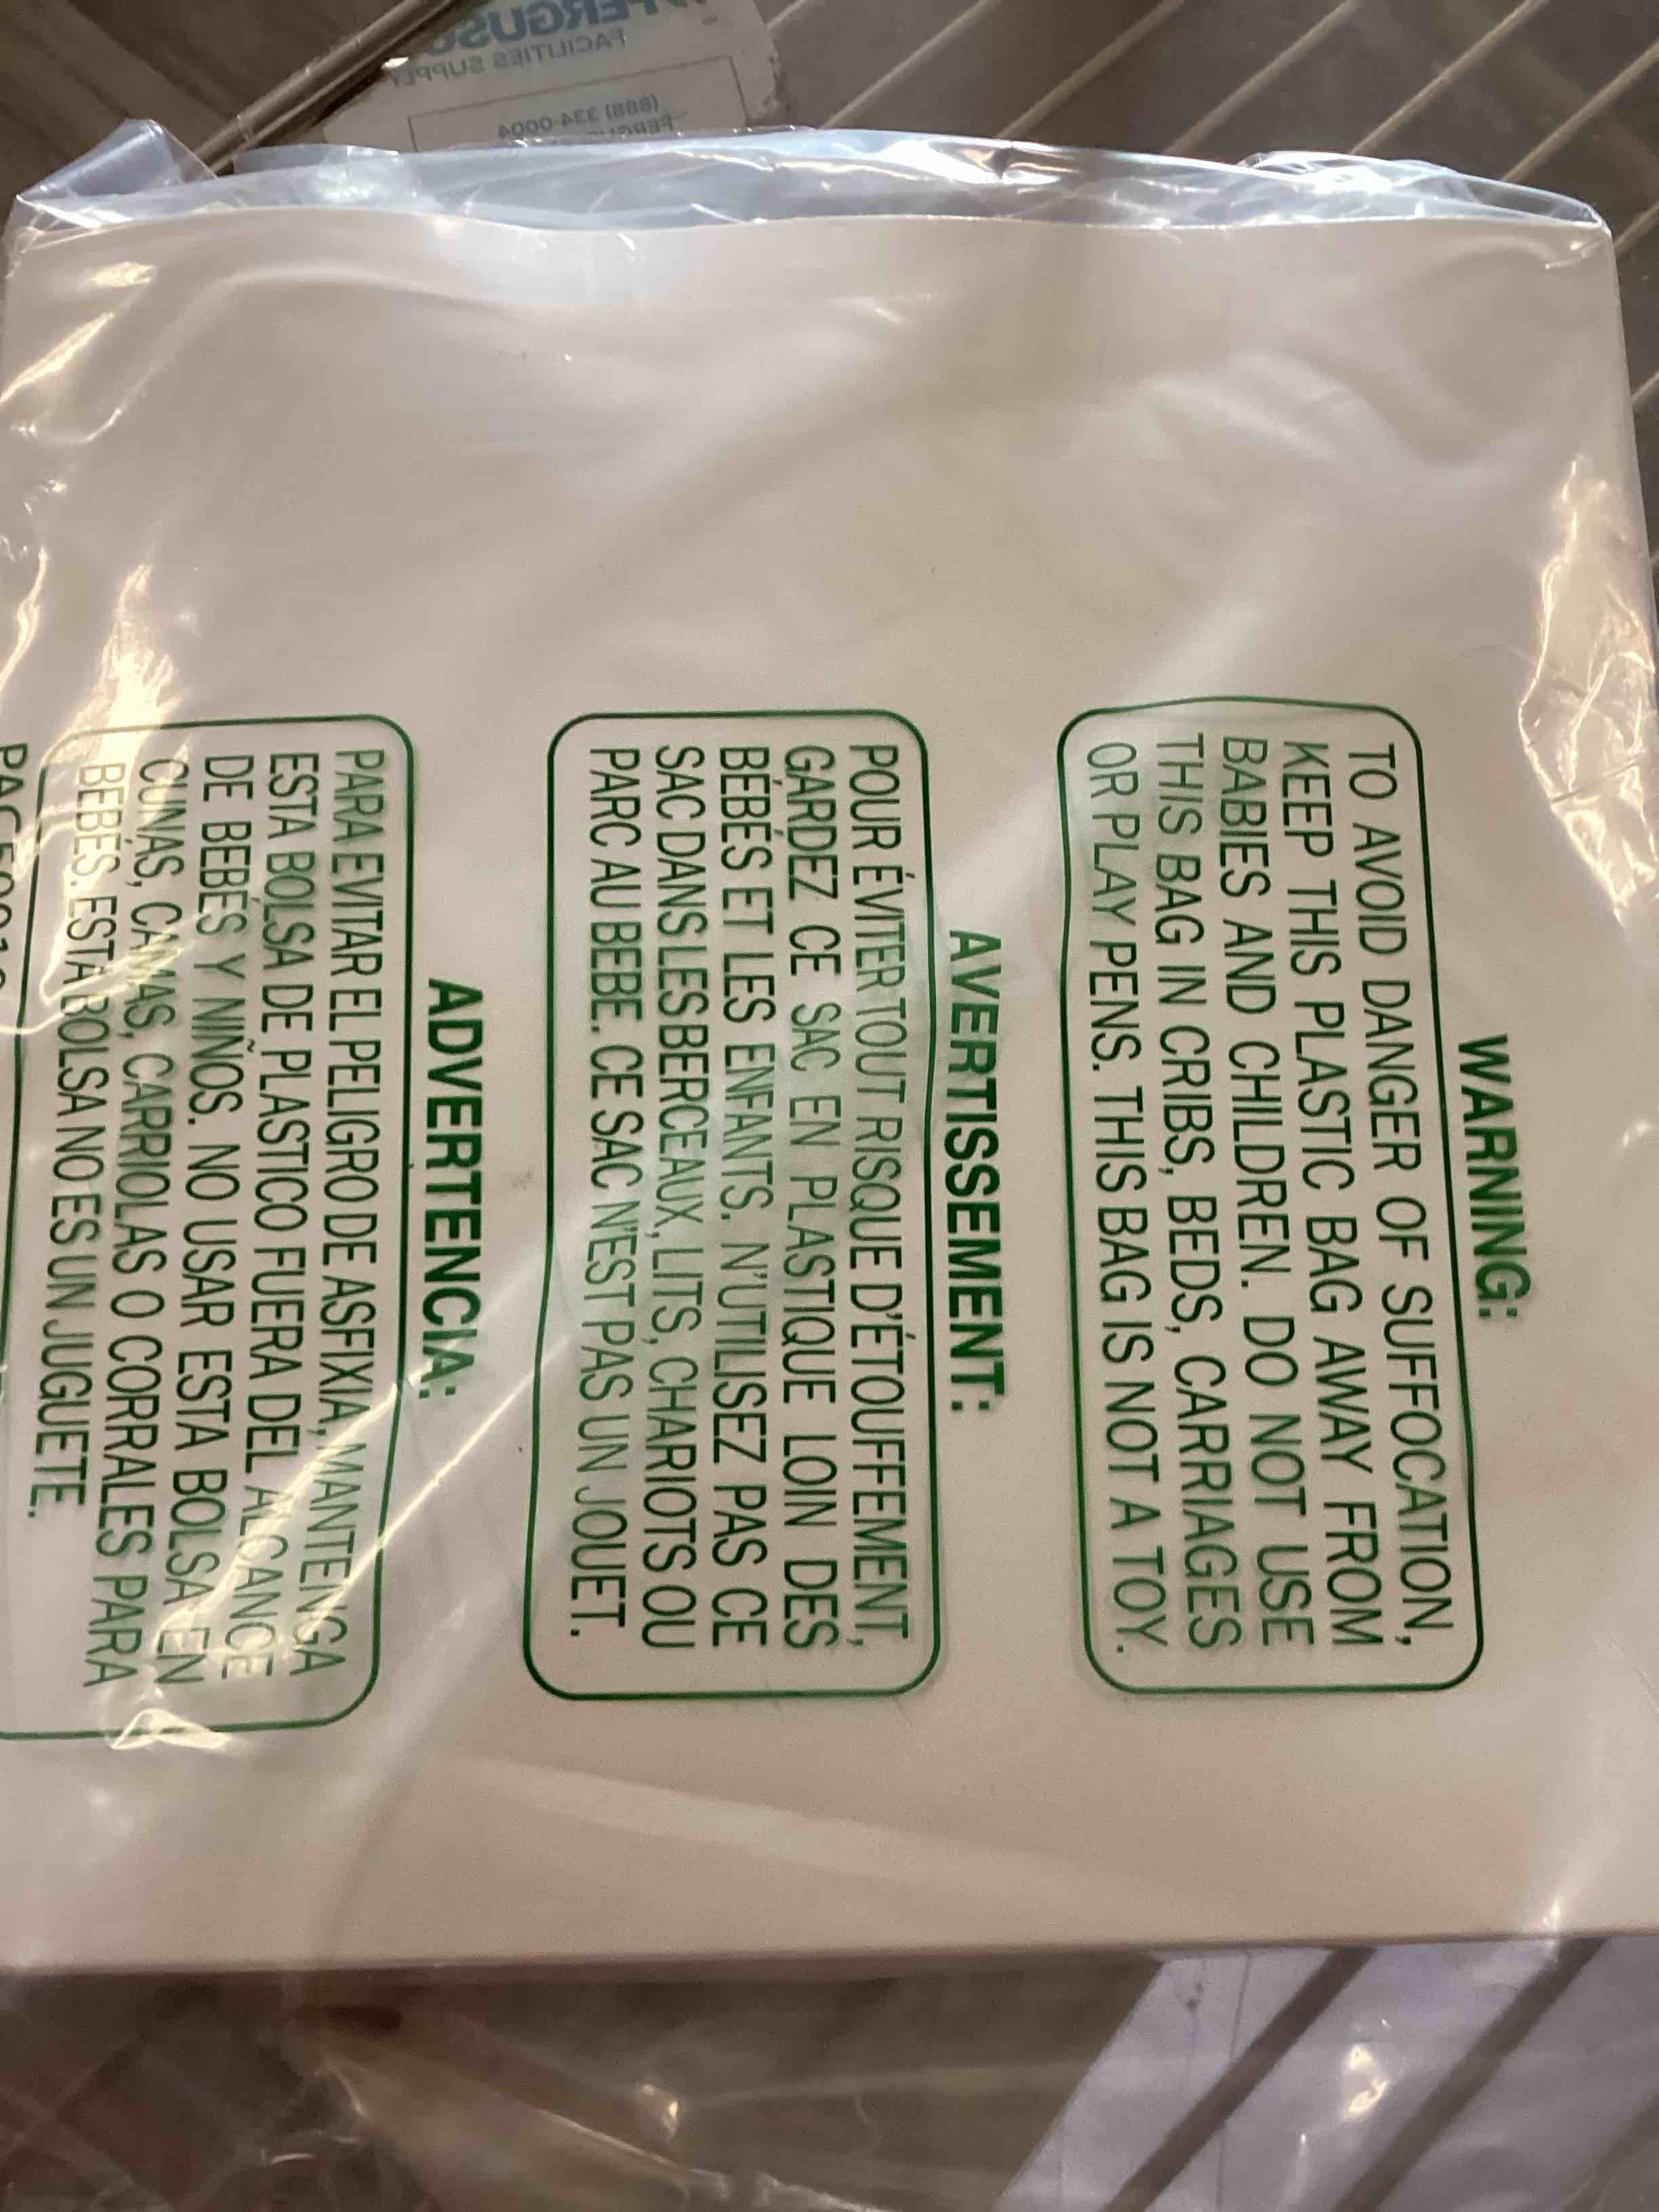 WARNING:
TO AVOID DANGER OF SUFFOCATION,
KEEP THIS PLASTIC BAG AWAY FROM
BABIES AND CHILDREN. DO NOT USE
THIS BAG IN CRIBS, BEDS, CARRIAGES
OR PLAY PENS. THIS BAG IS NOT A TOY.
AVERTISSEMENT:
POUR ÉVITER TOUT RISQUE D'ÉTOUFFEMENT,
GARDEZ CE SAC EN PLASTIQUE LOIN DES
BÉBÉS ET LES ENFANTS. N'UTILISEZ PAS CE
SAC DANS LES BERCEAUX, LITS, CHARIOTS OU
PARC AU BEBE. CE SAC N'EST PAS UN JOUET.
ADVERTENCIA:
PARA EVITAR EL PELIGRO DE ASFIXIA, MANTENGA
ESTA BOLSA DE PLASTICO FUERA DEL ALCANCE
DE BEBÉS Y NIÑOS. NO USAR ESTA BOLSA EN
CUNAS, CAMAS, CARRIOLAS O CORRALES PARA
BEBÉS. ESTA BOLSA NO ES UN JUGUETE.
FACILITIES SUPPLY
(888) 334-0004